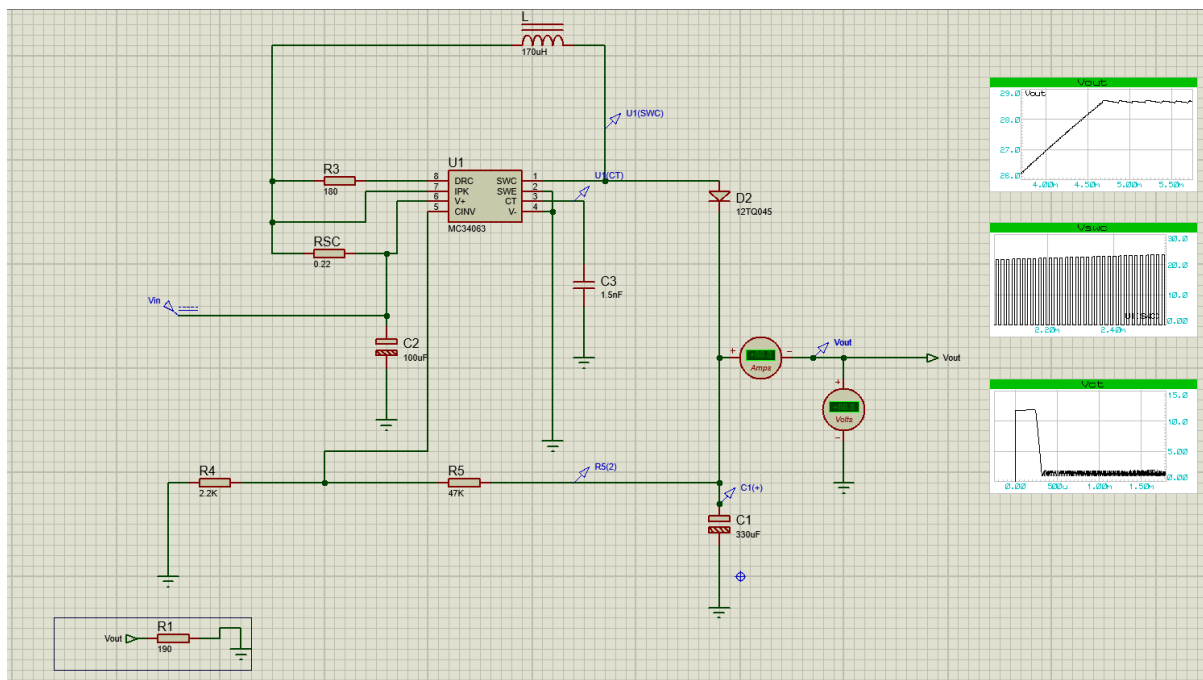 L
170uH
U1(SWC)
U1
R3
180
8 DRC SWC 1
7 IPK SWE 2
6 V+ CT 3
5 CINV V- 4
MC34063
U1(CT)
D2
12TQ045
RSC
0.22
C3
1.5nF
Vin
C2
100uF
+ Amps -
Vout
Vout
+
Volts
-
R4
2.2K
R5
47K
R5(2)
C1(+)
C1
330uF
Vout
R1
190
Vout
29.0
Vout
28.0
27.0
26.0
4.00m 4.50m 5.00m 5.50m
Vswc
30.0
20.0
10.0
U1(SWC)
0.00
2.20m 2.40m
Vct
15.0
10.0
5.00
0.00
0.00 500u 1.00m 1.50m